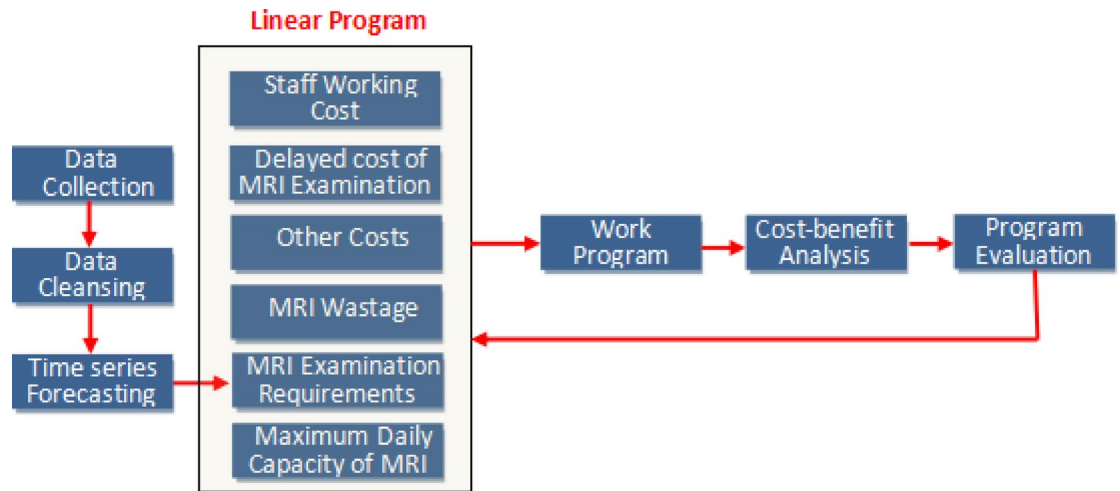 Linear Program
Staff Working
Cost
Delayed cost of
MRI Examination
Other Costs
MRI Wastage
MRI Examination
Requirements
Maximum Daily
Capacity of MRI
Data
Collection
Data
Cleansing
Time series
Forecasting
Work
Program
Cost-benefit
Analysis
Program
Evaluation